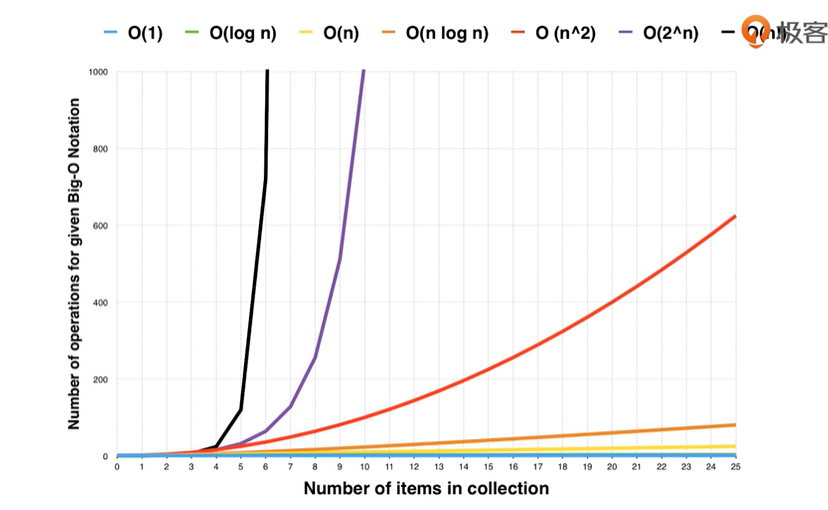 O(1) O(log n) O(n) O(n log n) O (n^2) O(2^n) 极客
Number of operations for given Big-O Notation
1000
800
600
400
200
0
0 1 2 3 4 5 6 7 8 9 10 11 12 13 14 15 16 17 18 19 20 21 22 23 24 25
Number of items in collection